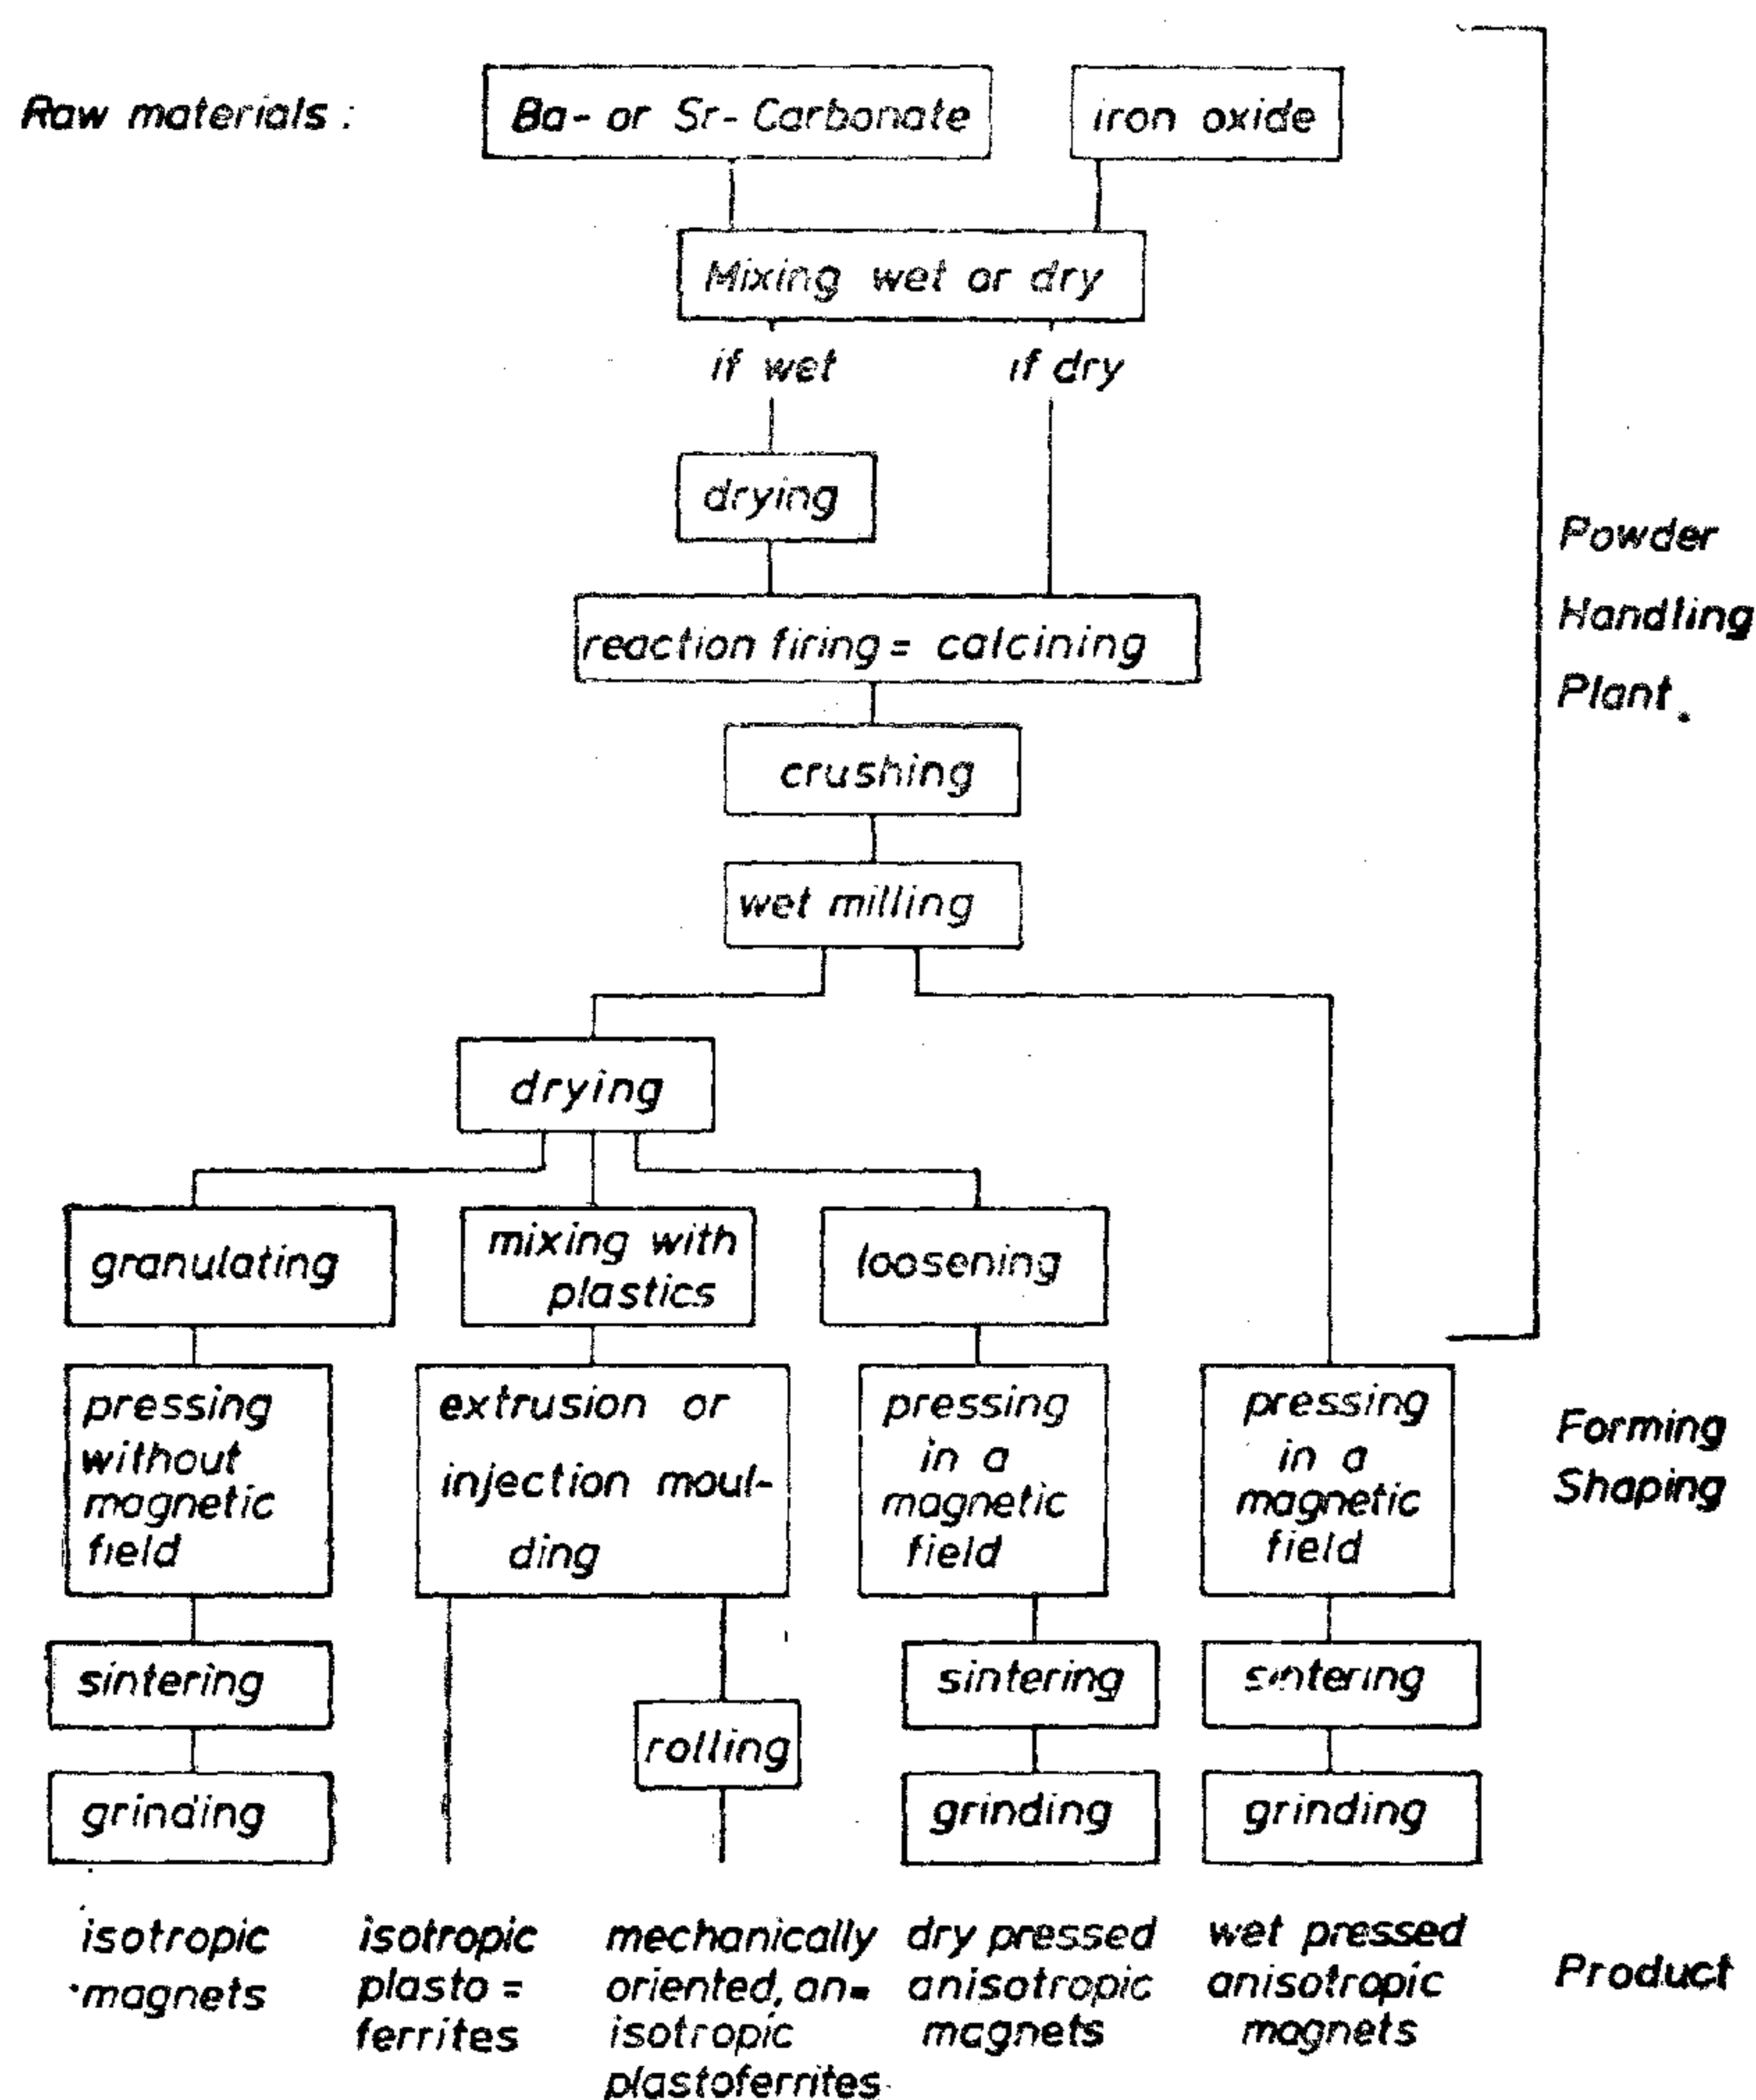 Raw materials :
Ba- or Sr- Carbonate
iron oxide
Mixing wet or dry
if wet
if dry
drying
reaction firing = calcining
Powder
Handling
Plant.
crushing
wet milling
drying
granulating
mixing with
plastics
loosening
pressing
without
magnetic
field
extrusion or
injection moul-
ding
pressing
in a
magnetic
field
pressing
in a
magnetic
field
Forming
Shaping
sintering
rolling
sintering
sintering
grinding
grinding
grinding
isotropic
magnets
isotropic
plasto =
ferrites
mechanically
oriented, an=
isotropic
plastoferrites
dry pressed
anisotropic
magnets
wet pressed
anisotropic
magnets
Product